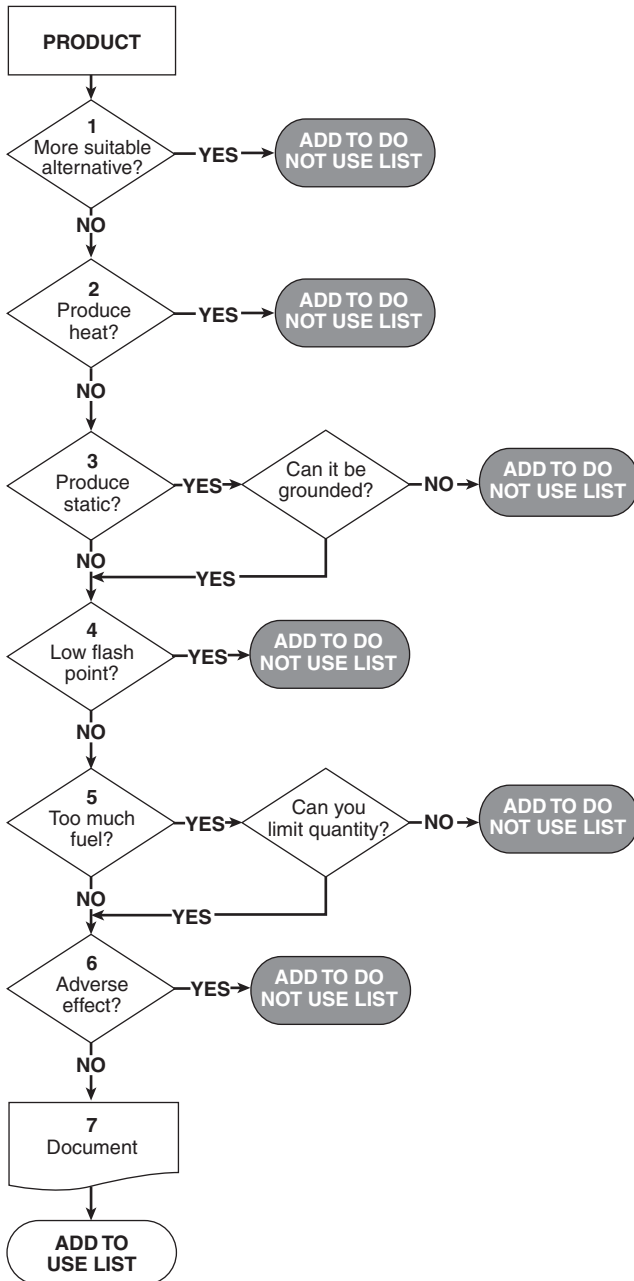 PRODUCT
1
More suitable
alternative?
YES
ADD TO DO
NOT USE LIST
NO
2
Produce
heat?
YES
ADD TO DO
NOT USE LIST
NO
3
Produce
static?
YES
Can it be
grounded?
NO
ADD TO DO
NOT USE LIST
NO
YES
4
Low flash
point?
YES
ADD TO DO
NOT USE LIST
NO
5
Too much
fuel?
YES
Can you
limit quantity?
NO
ADD TO DO
NOT USE LIST
NO
YES
6
Adverse
effect?
YES
ADD TO DO
NOT USE LIST
NO
7
Document
ADD TO
USE LIST